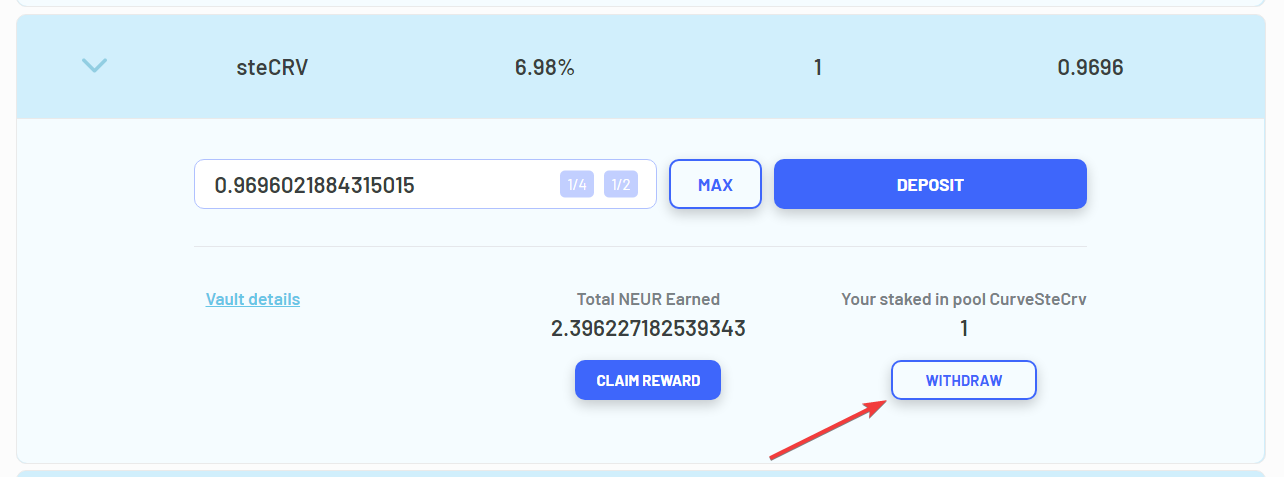 steCRV 6.98% 1 0.9696
0.9696021884315015 1/4 1/2 MAX DEPOSIT
Vault details Total NEUR Earned Your staked in pool CurveSteCrv
2.396227182539343 1
CLAIM REWARD WITHDRAW